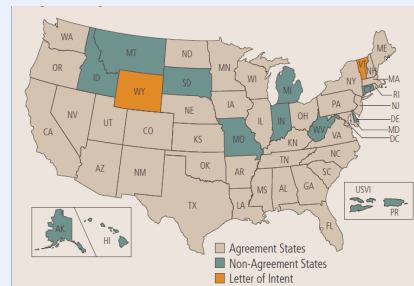 WA
MT
ND
MN
ME
OR
ID
SD
WI
MI
NY
VT
NH
MA
RI
WY
NJ
IA
PA
DE
NE
MD
NV
UT
IL
IN
OH
WV
DC
CO
KS
MO
VA
CA
KY
NC
AZ
NM
OK
AR
TN
SC
MS
AL
GA
TX
LA
FL
USVI
PR
AK
HI
Agreement States
Non-Agreement States
Letter of Intent